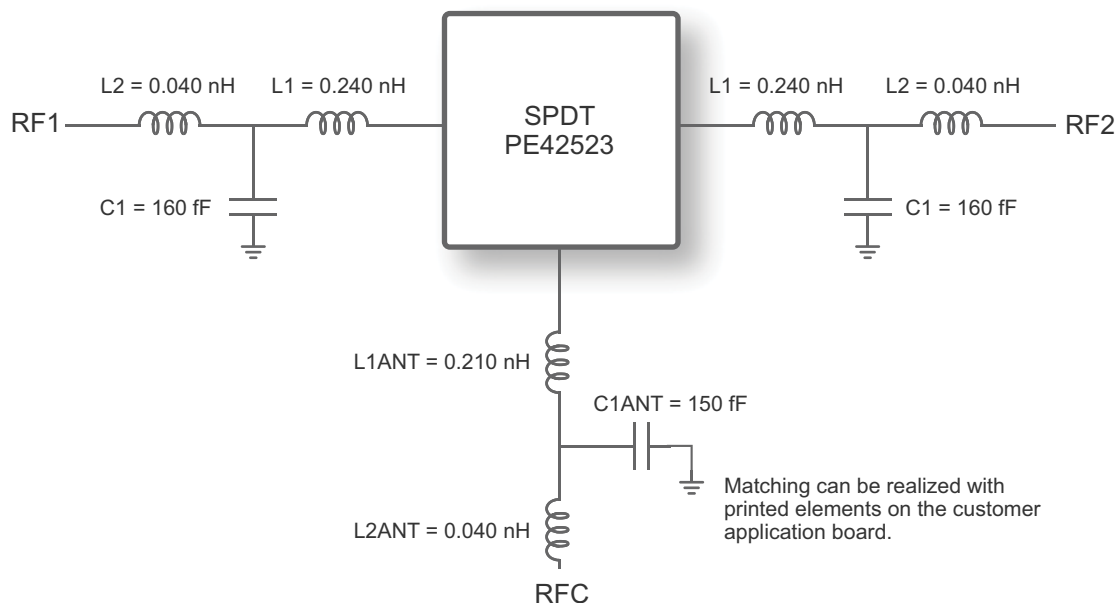 L2 = 0.040 nH
L1 = 0.240 nH
L1 = 0.240 nH
L2 = 0.040 nH
SPDT
PE42523
RF1
RF2
C1 = 160 fF
C1 = 160 fF
L1ANT = 0.210 nH
C1ANT = 150 fF
Matching can be realized with
printed elements on the customer
application board.
L2ANT = 0.040 nH
RFC